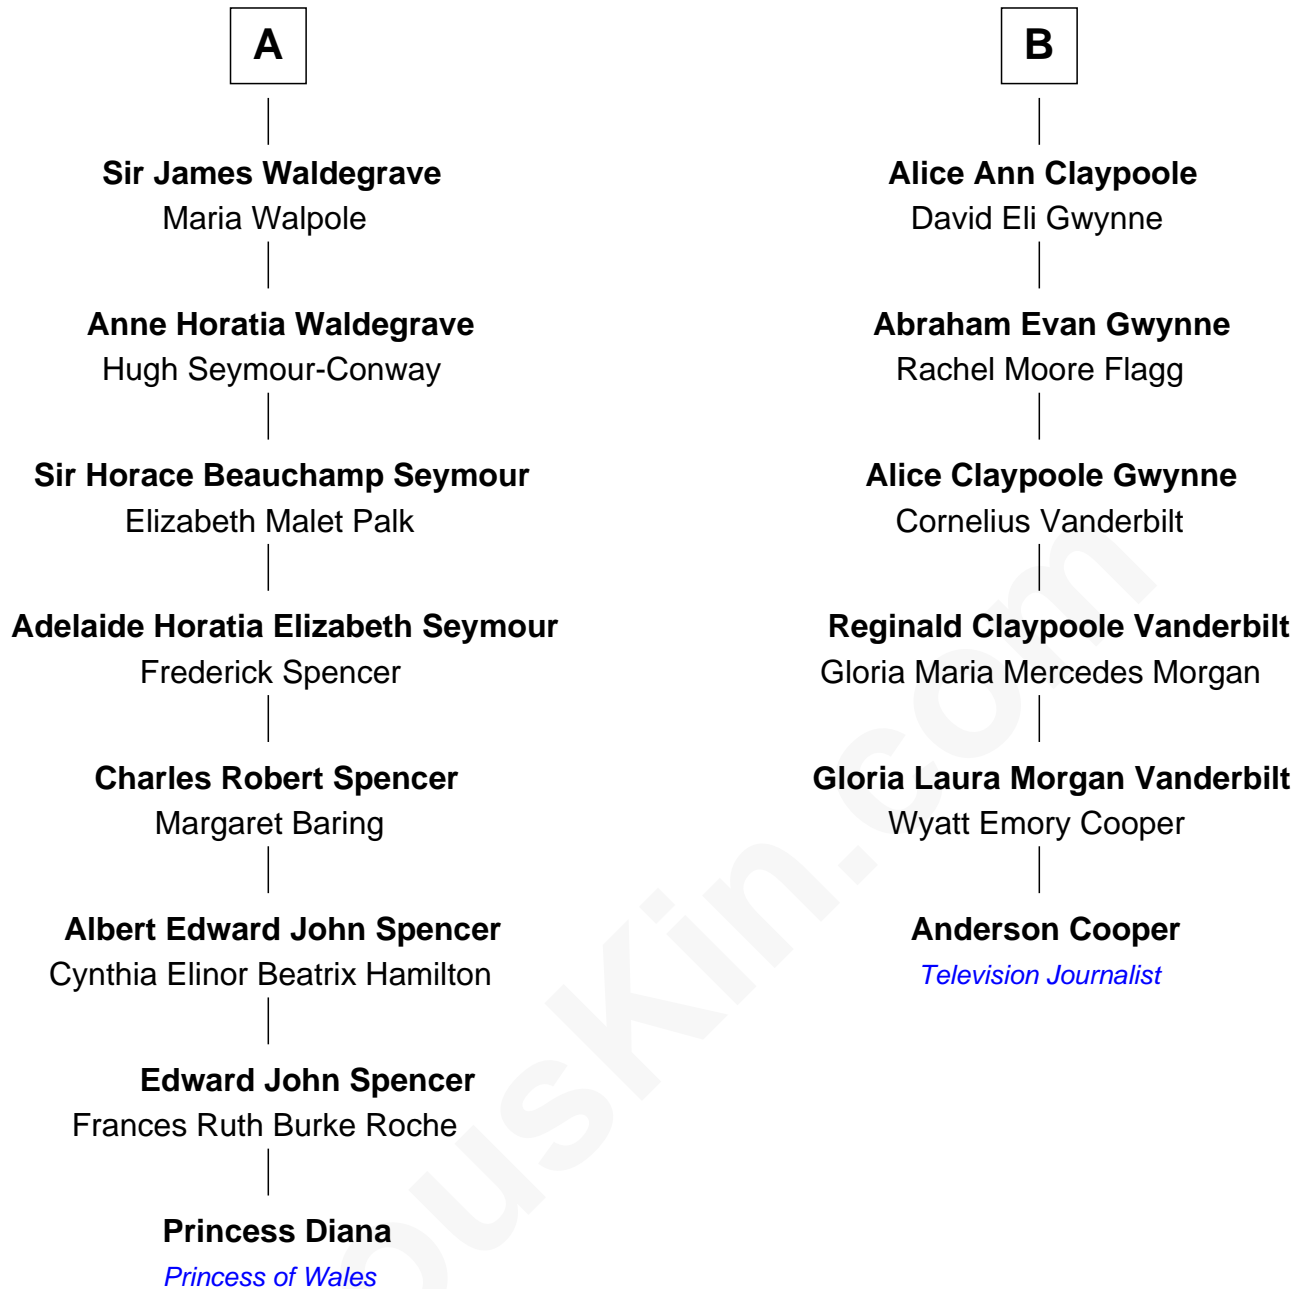 A
Sir James Waldegrave
Maria Walpole
Anne Horatia Waldegrave
Hugh Seymour-Conway
Sir Horace Beauchamp Seymour
Elizabeth Malet Palk
Adelaide Horatia Elizabeth Seymour
Frederick Spencer
Charles Robert Spencer
Margaret Baring
Albert Edward John Spencer
Cynthia Elinor Beatrix Hamilton
Edward John Spencer
Frances Ruth Burke Roche
Princess Diana
Princess of Wales
B
Alice Ann Claypoole
David Eli Gwynne
Abraham Evan Gwynne
Rachel Moore Flagg
Alice Claypoole Gwynne
Cornelius Vanderbilt
Reginald Claypoole Vanderbilt
Gloria Maria Mercedes Morgan
Gloria Laura Morgan Vanderbilt
Wyatt Emory Cooper
Anderson Cooper
Television Journalist
ousKin.com